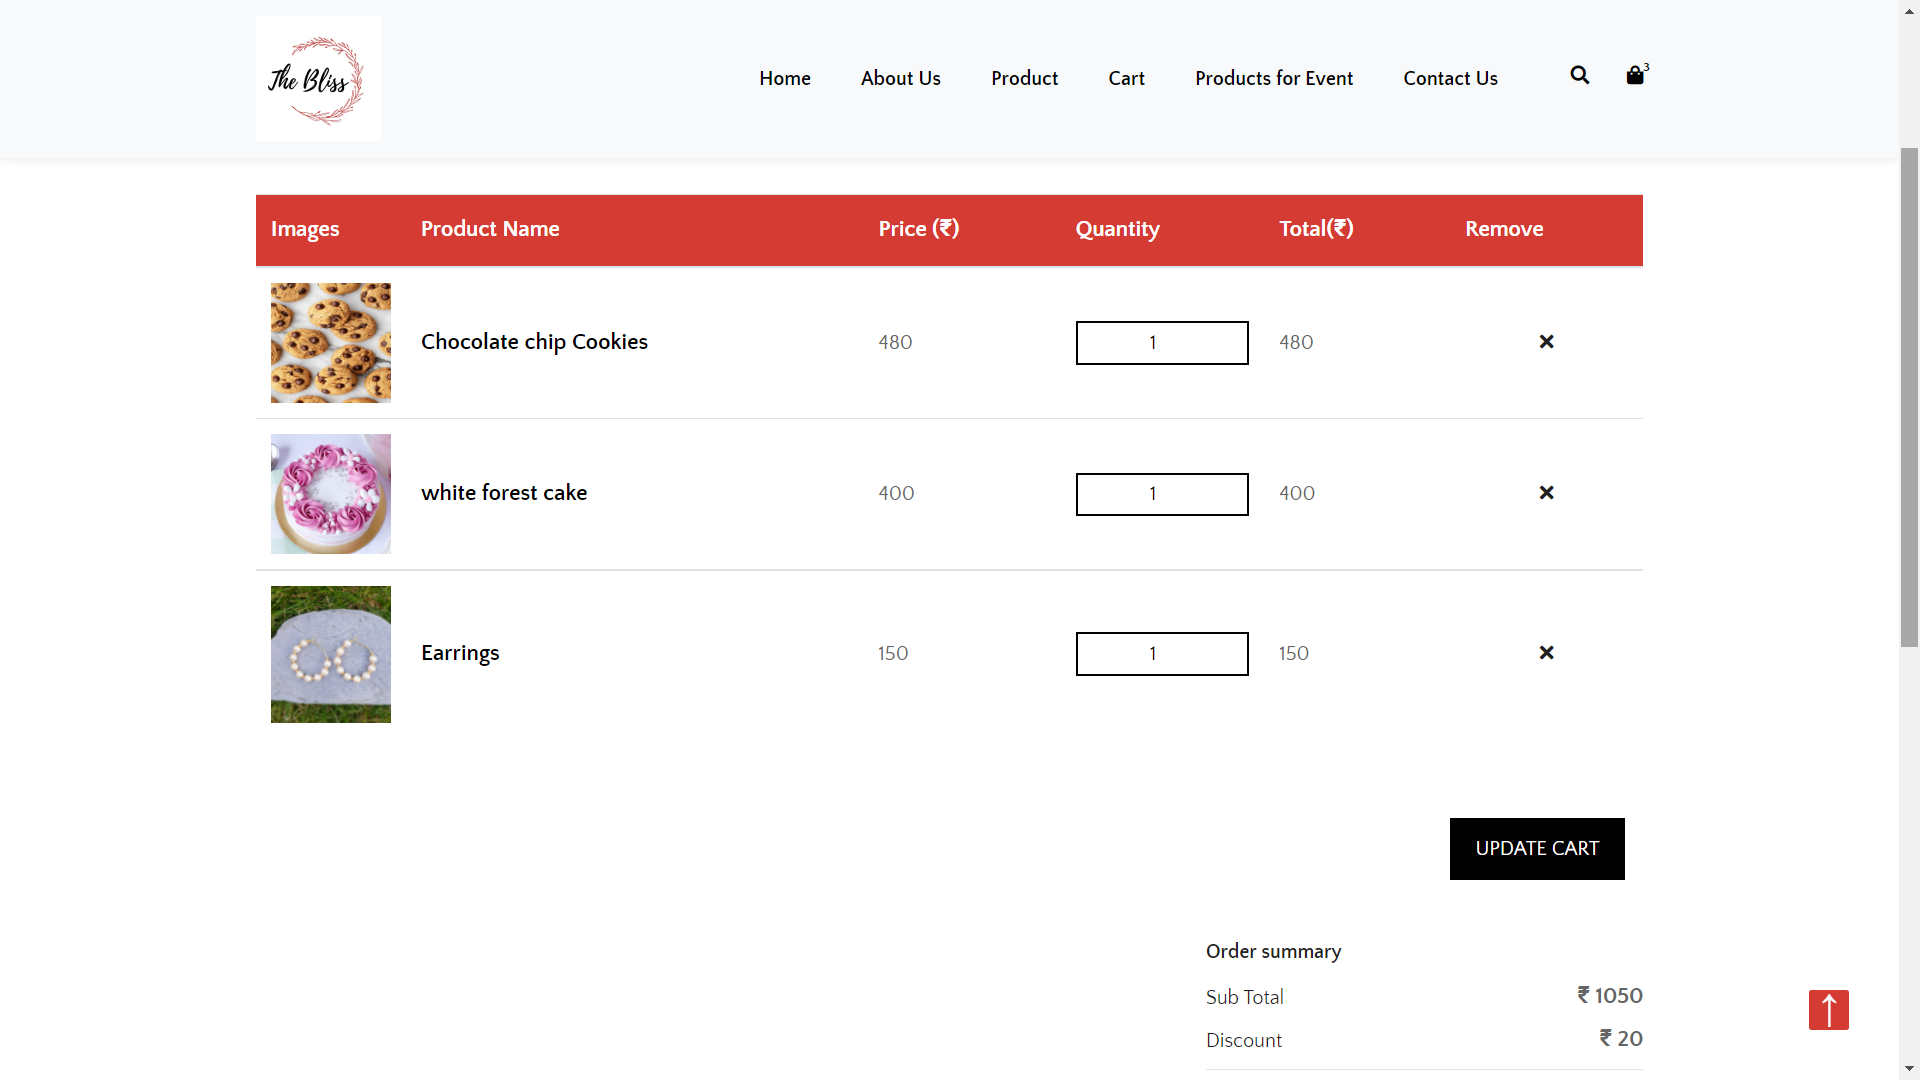 The Bliss
Home About Us Product Cart Products for Event Contact Us 3
Images Product Name Price (₹) Quantity Total(₹) Remove
Chocolate chip Cookies 480 1 480
white forest cake 400 1 400
Earrings 150 1 150
UPDATE CART
Order summary
Sub Total ₹ 1050
Discount ₹ 20